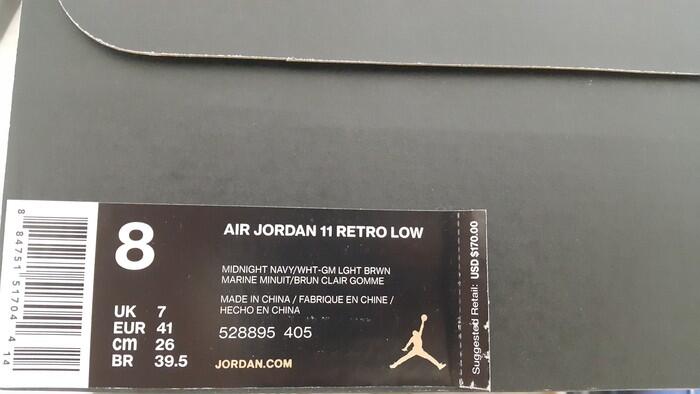 8 84751 51704 4 14
8
UK 7
EUR 41
cm 26
BR 39.5
AIR JORDAN 11 RETRO LOW
MIDNIGHT NAVY/WHT-GM LGHT BRWN
MARINE MINUIT/BRUN CLAIR GOMME
MADE IN CHINA / FABRIQUE EN CHINE /
HECHO EN CHINA
528895 405
JORDAN.COM
Suggested Retail: USD $170.00